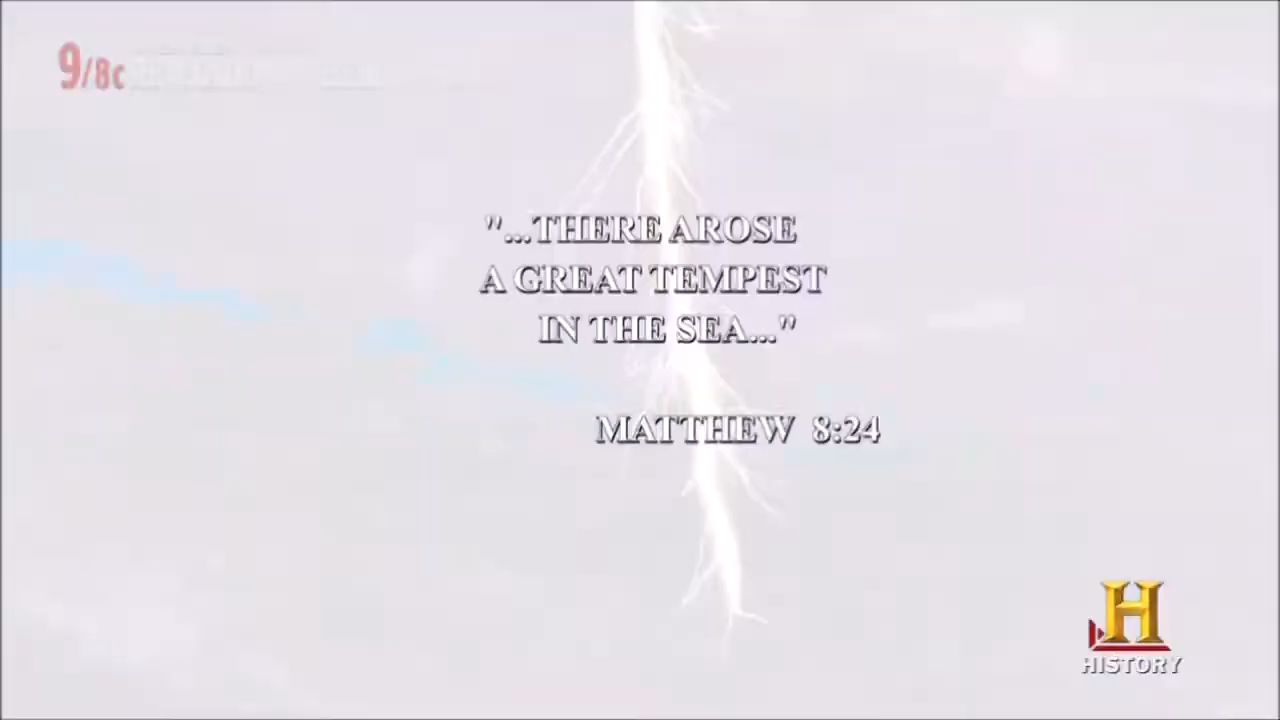 9/8c
"...THERE AROSE
A GREAT TEMPEST
IN THE SEA..."
MATTHEW 8:24
H
HISTORY